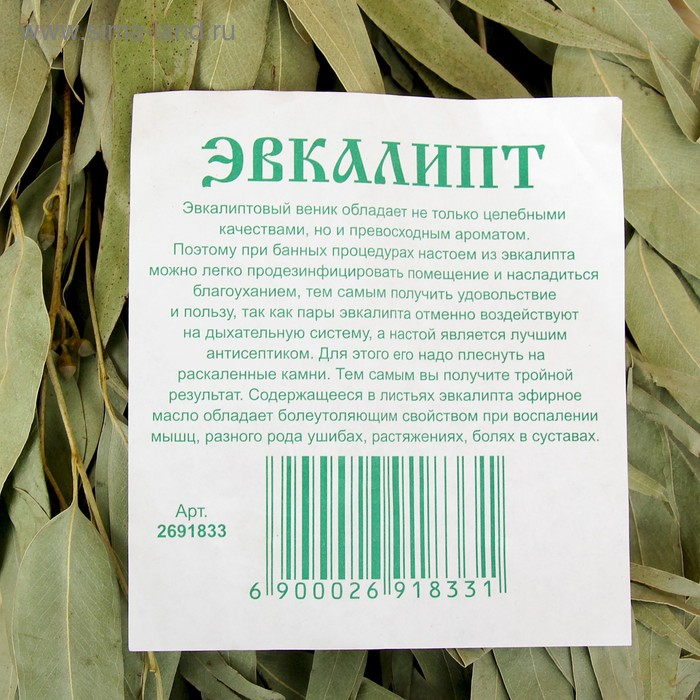 www.sima-land.ru
ЭВКАЛИПТ
Эвкалиптовый веник обладает не только целебными
качествами, но и превосходным ароматом.
Поэтому при банных процедурах настоем из эвкалипта
можно легко продезинфицировать помещение и насладиться
благоуханием, тем самым получить удовольствие
и пользу, так как пары эвкалипта отменно воздействуют
на дыхательную систему, а настой является лучшим
антисептиком. Для этого его надо плеснуть на
раскаленные камни. Тем самым вы получите тройной
результат. Содержащееся в листьях эвкалипта эфирное
масло обладает болеутоляющим свойством при воспалении
мышц, разного рода ушибах, растяжениях, болях в суставах.
Арт.
2691833
6 900026 918331